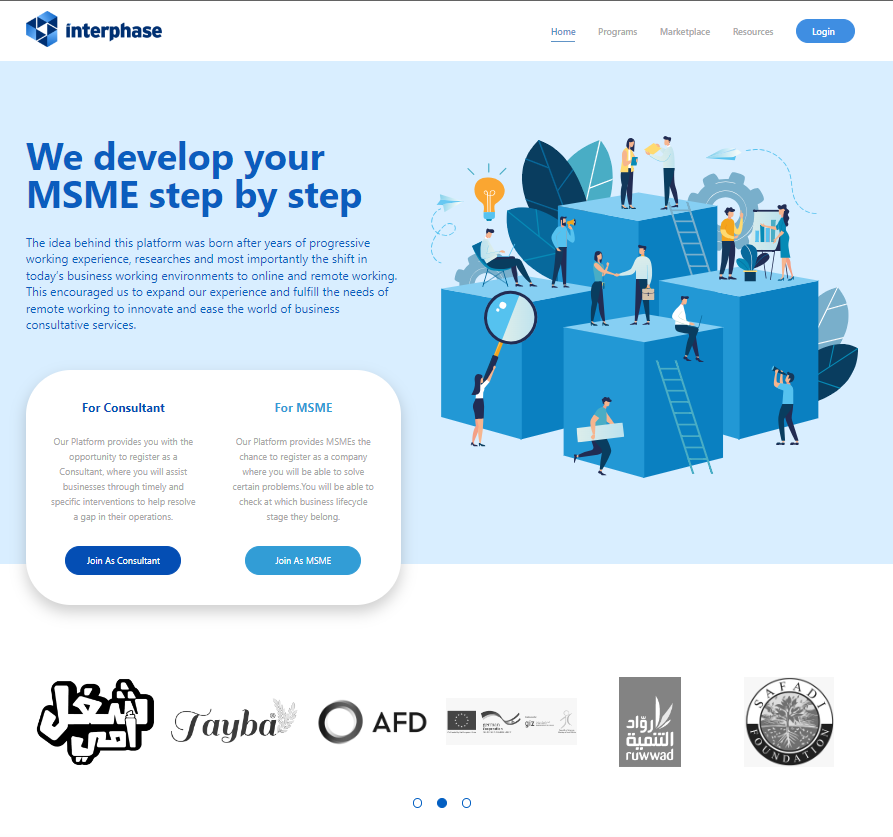 interphase
Home Programs Marketplace Resources Login
We develop your
MSME step by step
The idea behind this platform was born after years of progressive
working experience, researches and most importantly the shift in
today's business working environments to online and remote working.
This encouraged us to expand our experience and fulfill the needs of
remote working to innovate and ease the world of business
consultative services.
For Consultant
Our Platform provides you with the
opportunity to register as a
Consultant, where you will assist
businesses through timely and
specific interventions to help resolve
a gap in their operations.
Join As Consultant
For MSME
Our Platform provides MSMEs the
chance to register as a company
where you will be able to solve
certain problems.You will be able to
check at which business lifecycle
stage they belong.
Join As MSME
شغل
امي
Tayba®
AFD
german
cooperation
giz
روّاد
التنمية
ruwwad
SAFADI
FOUNDATION